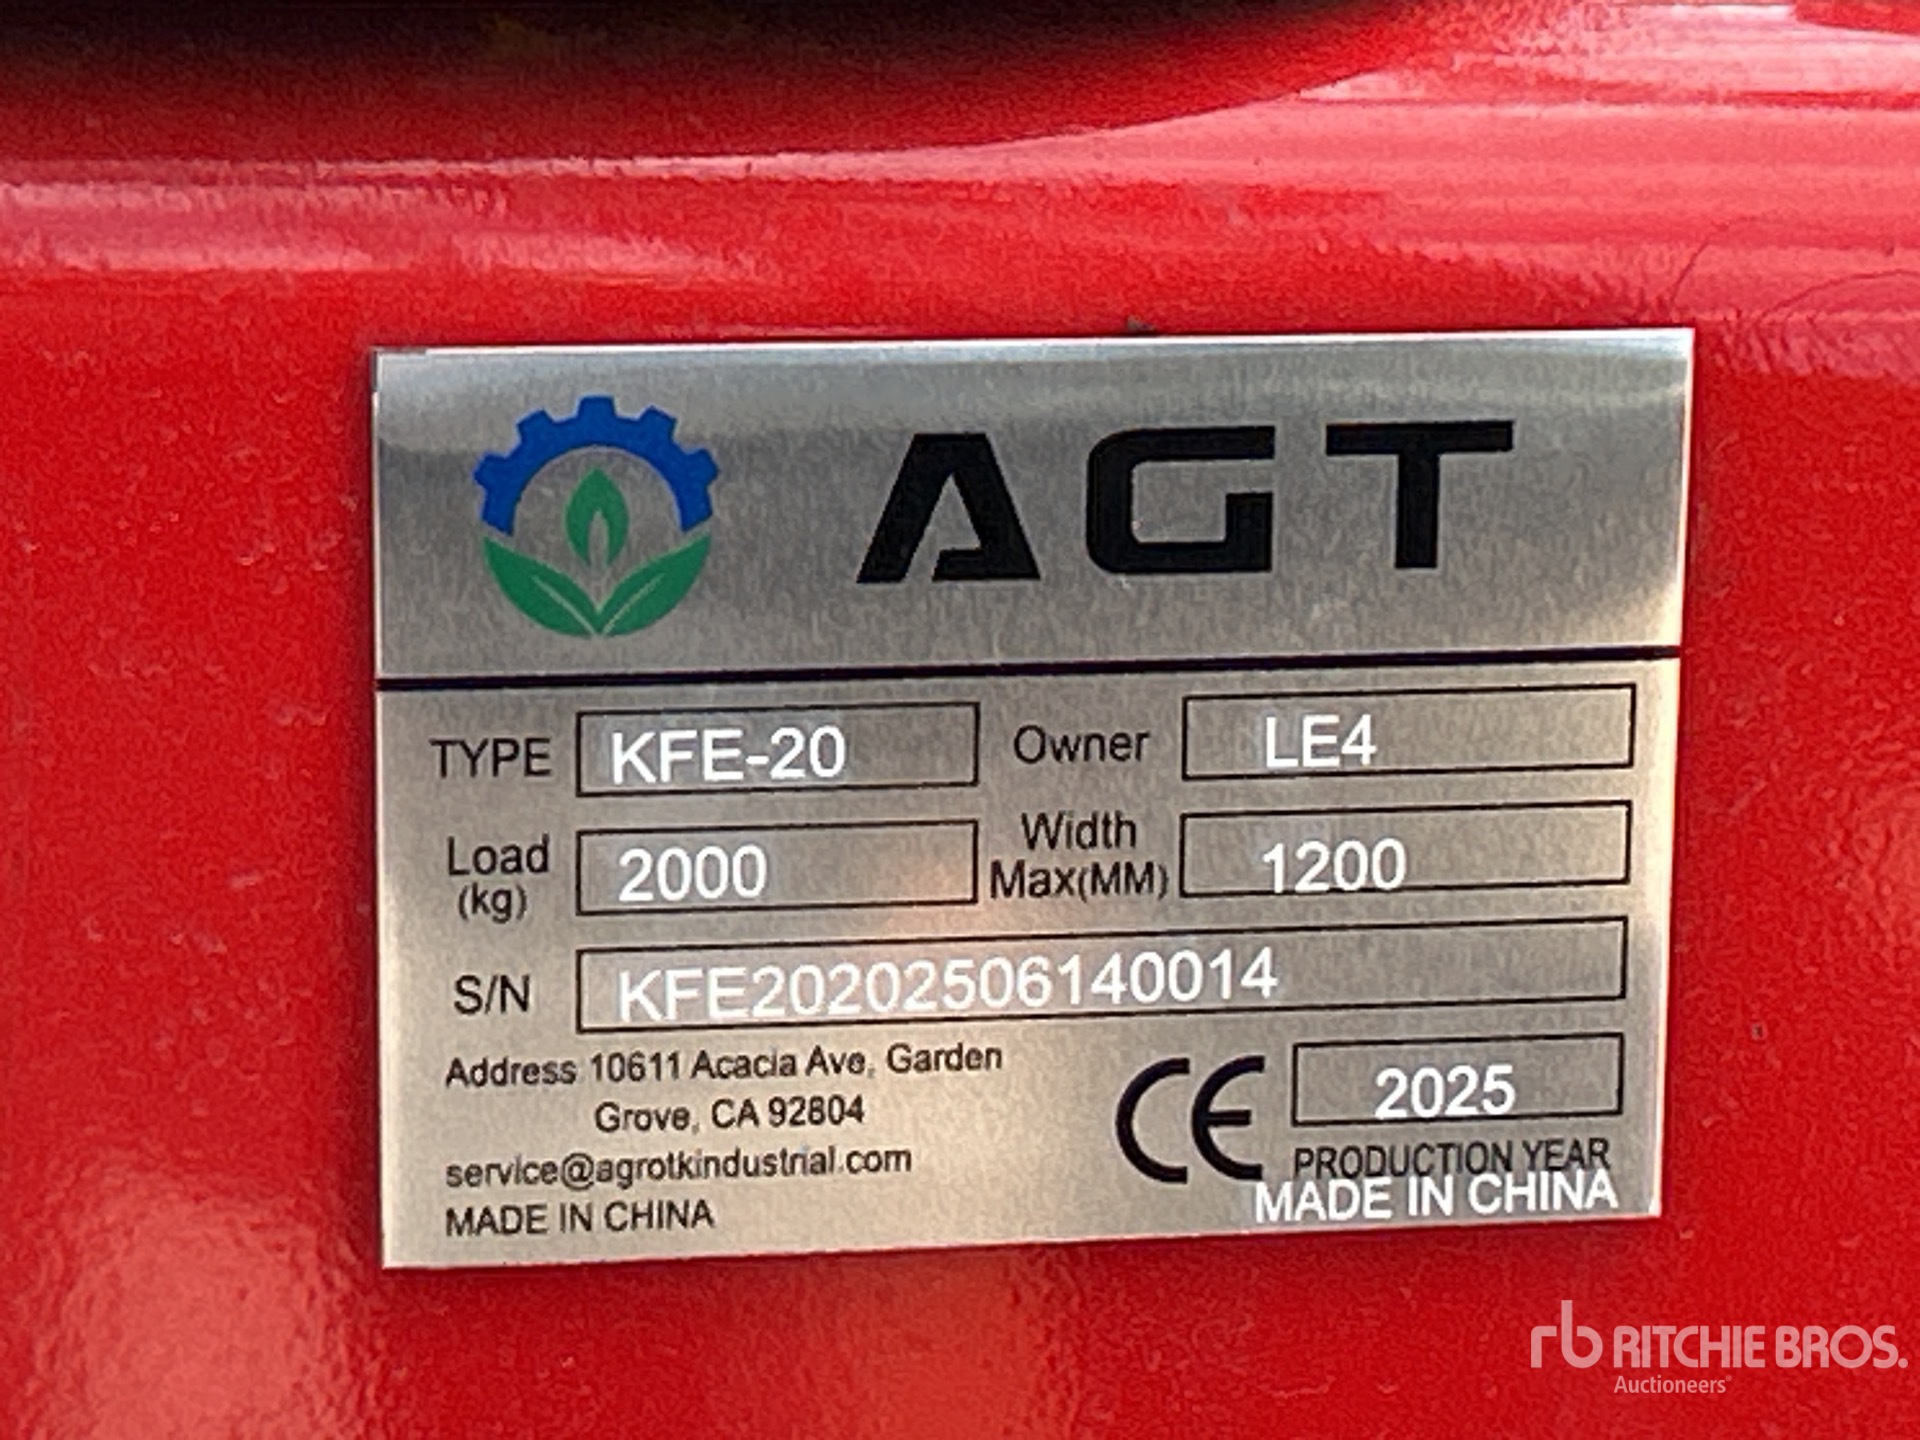 AGT
TYPE KFE-20 Owner LE4
Load (kg) 2000 Width Max(MM) 1200
S/N KFE20202506140014
Address 10611 Acacia Ave, Garden
Grove, CA 92804
service@agrotkindustrial.com
MADE IN CHINA
CE 2025
PRODUCTION YEAR
MADE IN CHINA
rb RITCHIE BROS.
Auctioneers